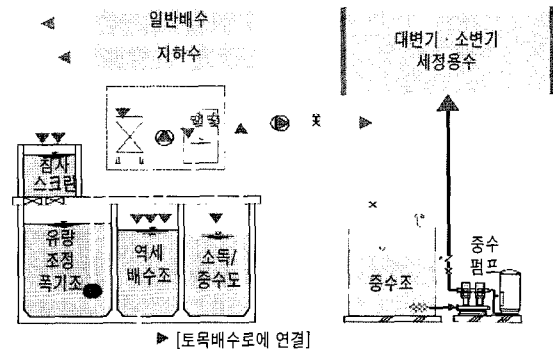 일반배수
지하수
대변기 · 소변기
세정용수
침사
스크린
유량
조정
폭기조
역세
배수조
소독/
중수도
중수조
중수
펌프
▶ [토목배수로에 연결]